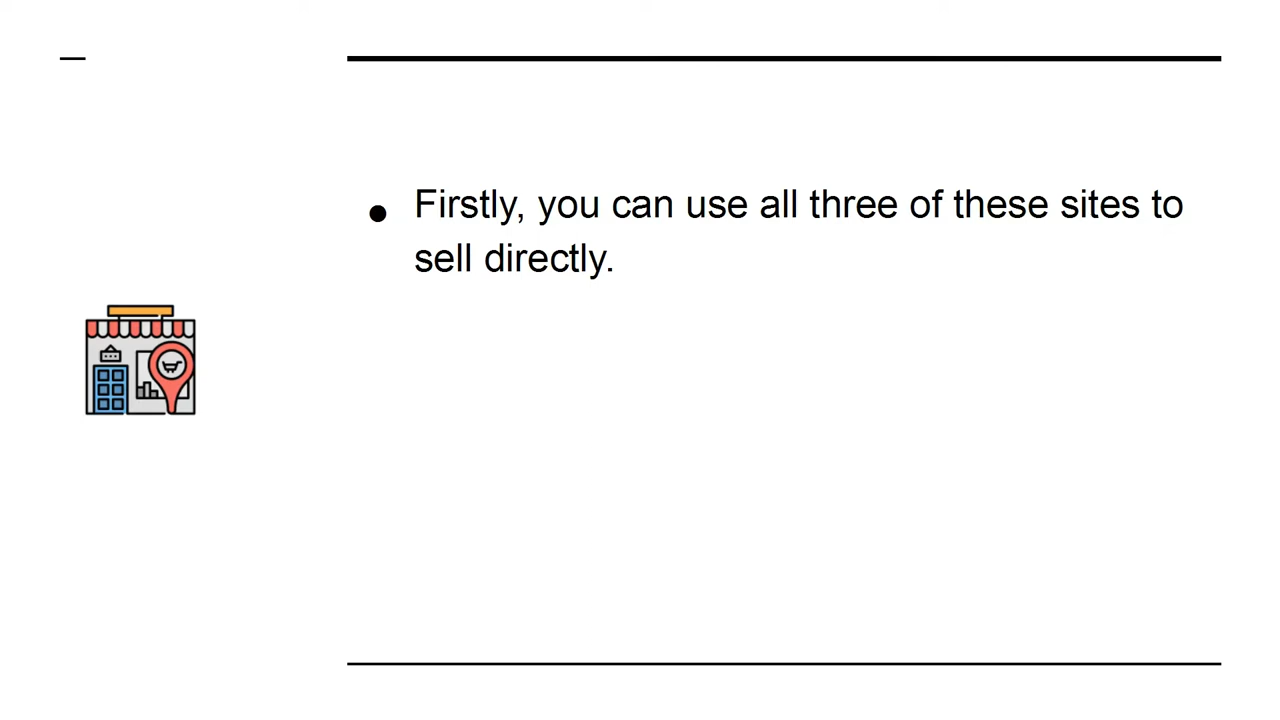 • Firstly, you can use all three of these sites to
sell directly.